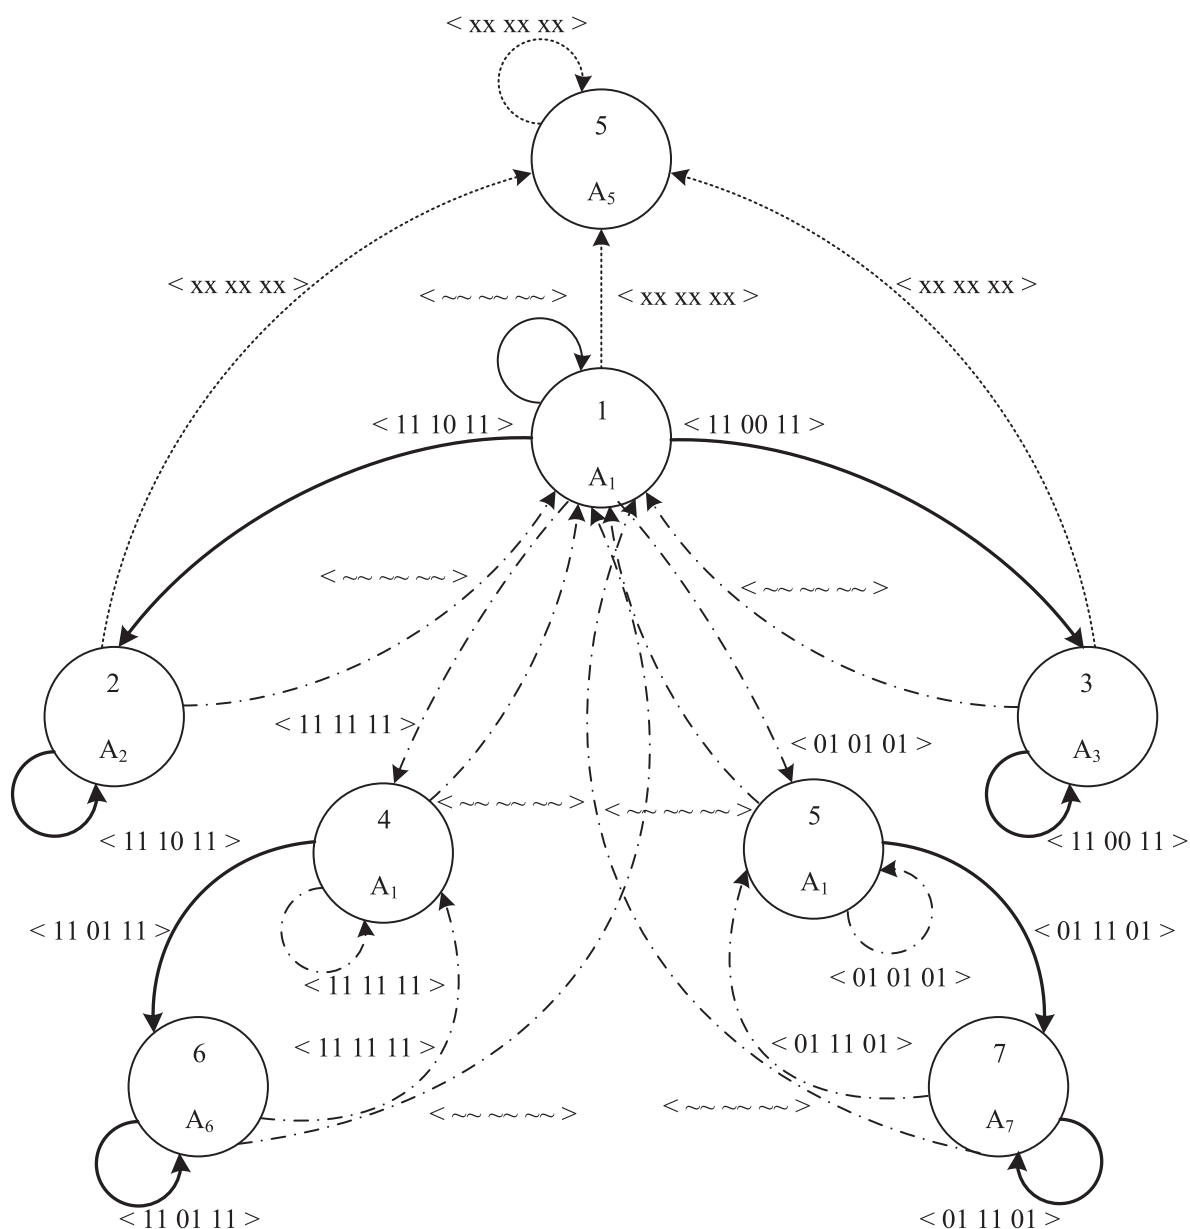 < xx xx xx >
5
A₅
< xx xx xx >
< ~~ ~~ ~~ >
< xx xx xx >
< xx xx xx >
1
A₁
< 11 10 11 >
< 11 00 11 >
< ~~ ~~ ~~ >
< ~~ ~~ ~~ >
2
A₂
3
A₃
< 11 11 11 >
< 01 01 01 >
< 11 10 11 >
< 11 00 11 >
4
A₁
< ~~ ~~ ~~ >
< ~~ ~~ ~~ >
5
A₁
< 11 01 11 >
< 01 11 01 >
< 11 11 11 >
< 01 01 01 >
< 11 11 11 >
< 01 11 01 >
6
A₆
7
A₇
< ~~ ~~ ~~ >
< ~~ ~~ ~~ >
< 11 01 11 >
< 01 11 01 >